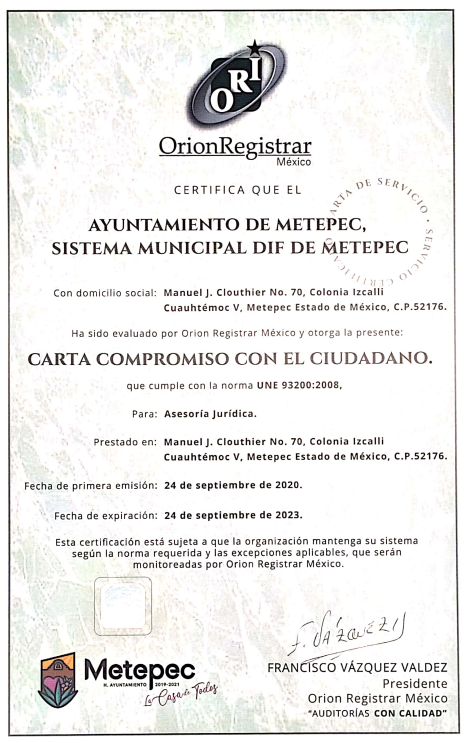 ORI
OrionRegistrar
México
CERTIFICA QUE EL
CARTA DE SERVICIO · SERVICIO CERTIFICADO
AYUNTAMIENTO DE METEPEC,
SISTEMA MUNICIPAL DIF DE METEPEC
Con domicilio social: Manuel J. Clouthier No. 70, Colonia Izcalli
Cuauhtémoc V, Metepec Estado de México, C.P.52176.
Ha sido evaluado por Orion Registrar México y otorga la presente:
CARTA COMPROMISO CON EL CIUDADANO.
que cumple con la norma UNE 93200:2008,
Para: Asesoría Jurídica.
Prestado en: Manuel J. Clouthier No. 70, Colonia Izcalli
Cuauhtémoc V, Metepec Estado de México, C.P.52176.
Fecha de primera emisión: 24 de septiembre de 2020.
Fecha de expiración: 24 de septiembre de 2023.
Esta certificación está sujeta a que la organización mantenga su sistema
según la norma requerida y las excepciones aplicables, que serán
monitoreadas por Orion Registrar México.
F. VÁZQUEZ V
Metepec
H. AYUNTAMIENTO 2019-2021
La Casa de Todos
FRANCISCO VÁZQUEZ VALDEZ
Presidente
Orion Registrar México
"AUDITORÍAS CON CALIDAD"